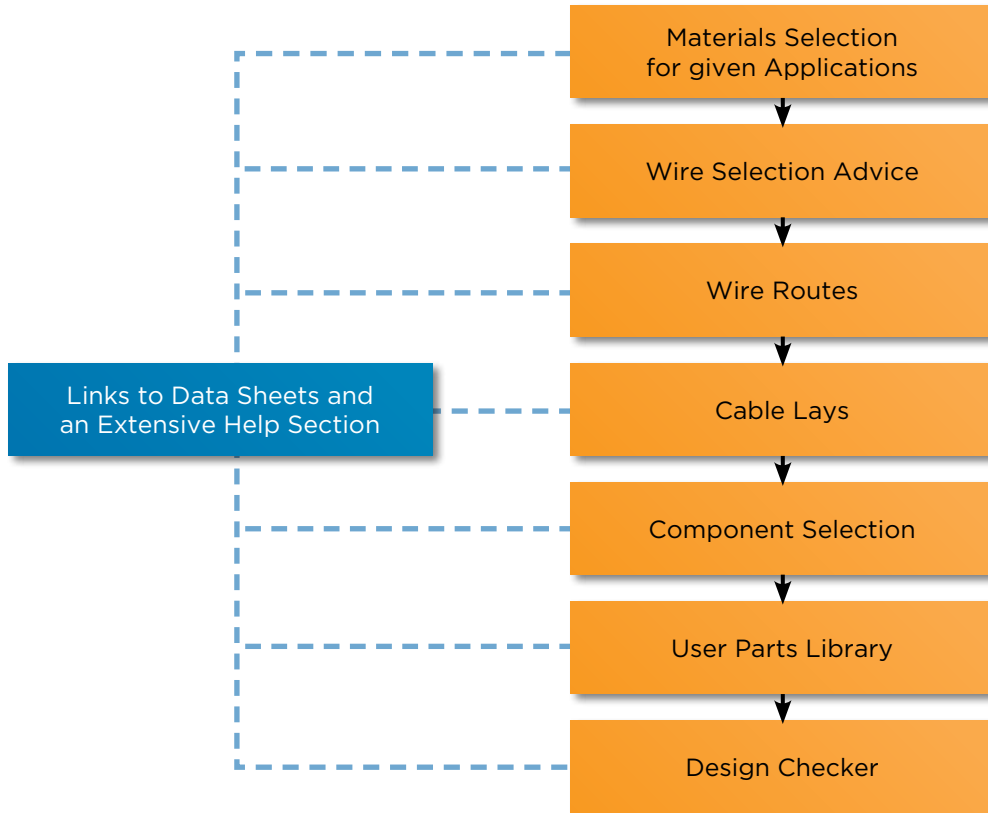 Materials Selection
for given Applications
Wire Selection Advice
Wire Routes
Links to Data Sheets and
an Extensive Help Section
Cable Lays
Component Selection
User Parts Library
Design Checker